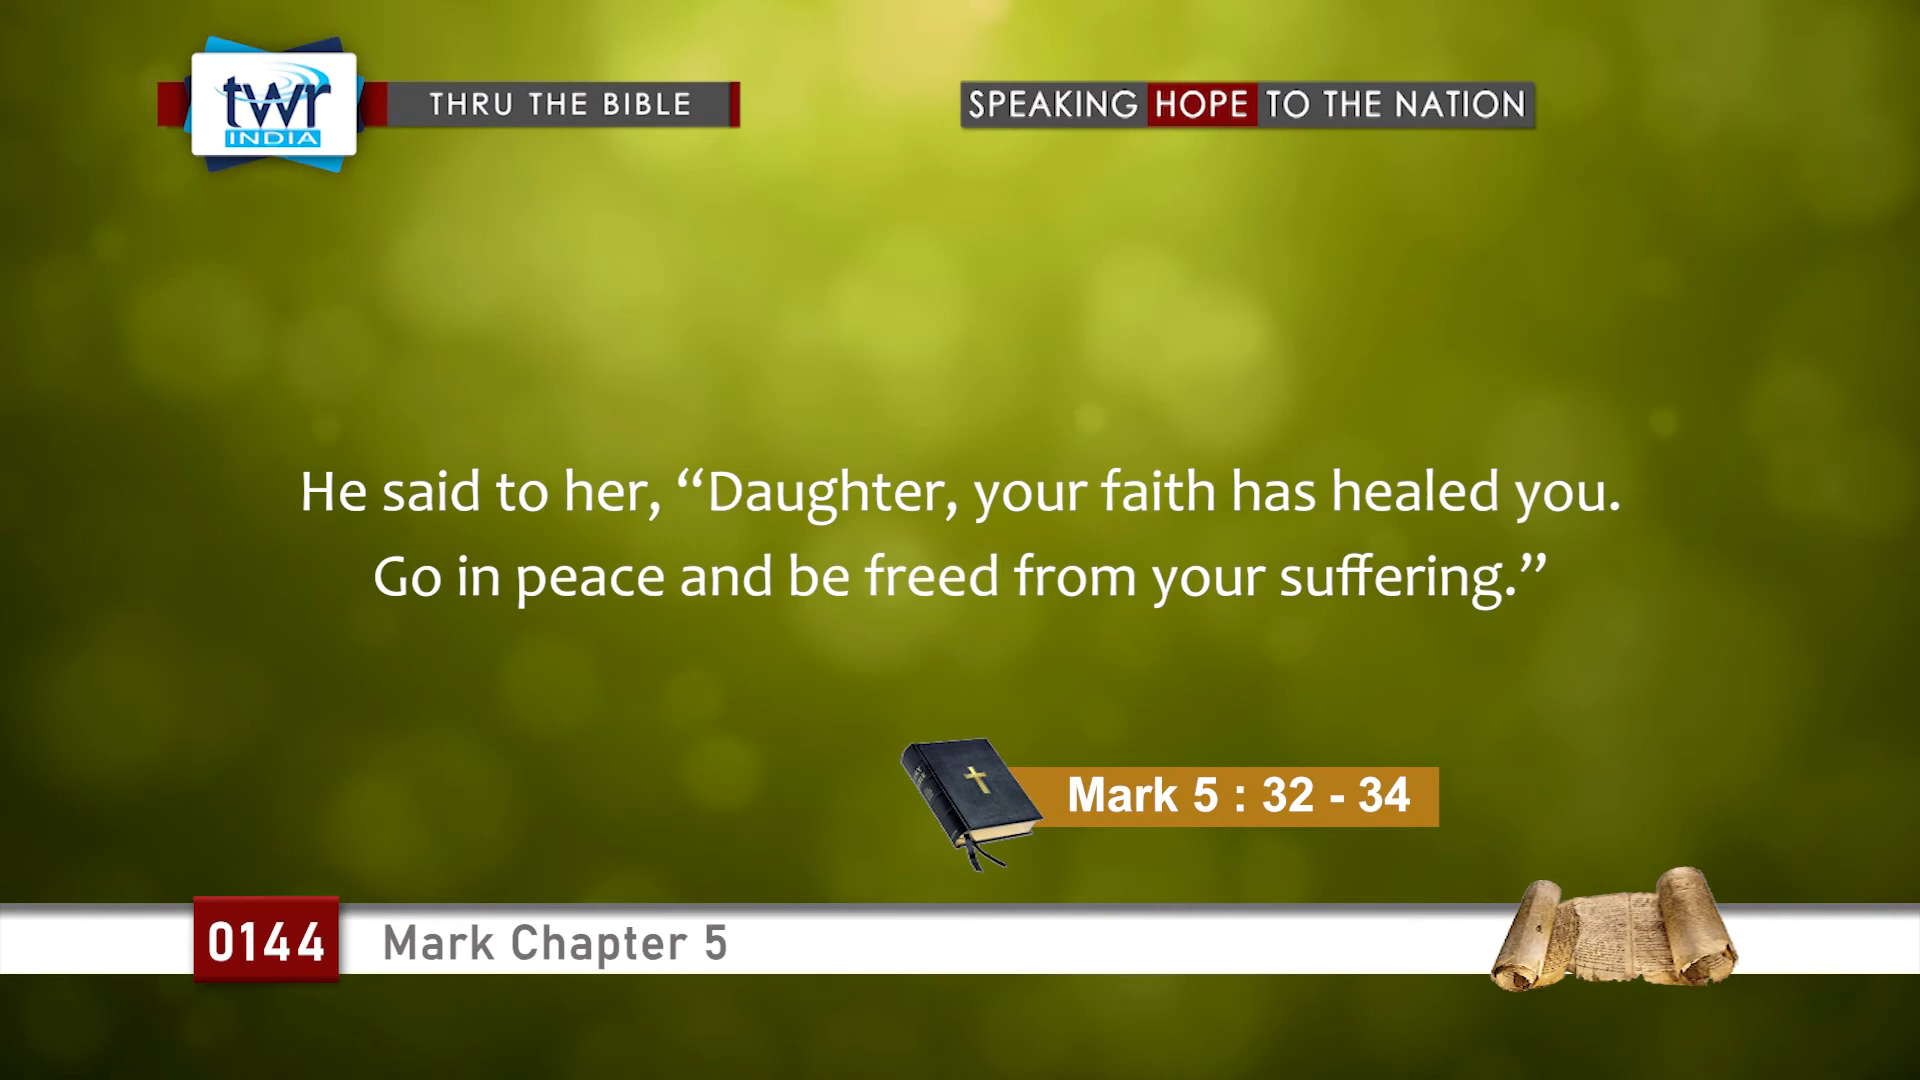 twr
INDIA
THRU THE BIBLE
SPEAKING HOPE TO THE NATION
He said to her, “Daughter, your faith has healed you.
Go in peace and be freed from your suffering.”
Mark 5 : 32 - 34
0144
Mark Chapter 5